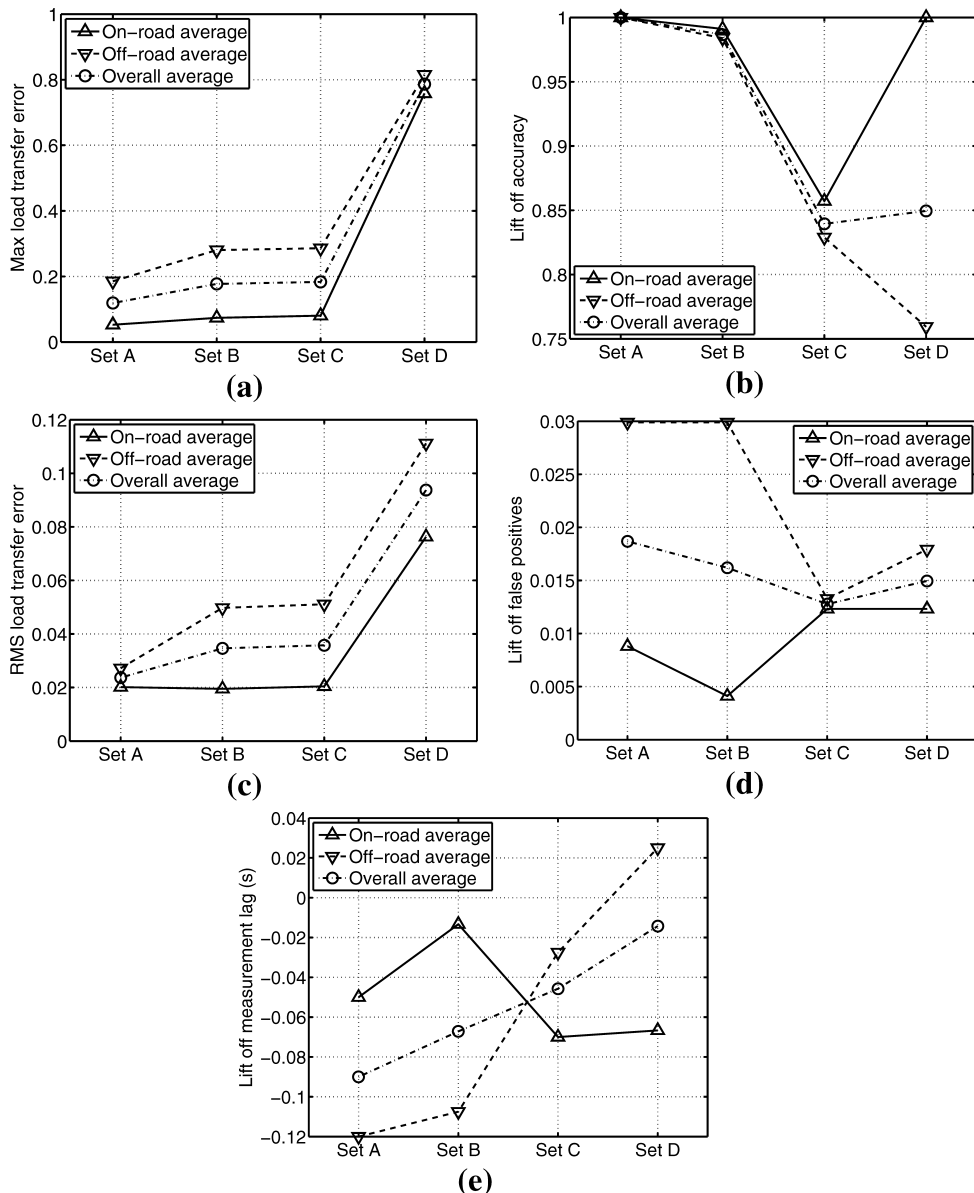 Max load transfer error
1
0.8
0.6
0.4
0.2
0
On−road average
Off−road average
Overall average
Set A Set B Set C Set D
(a)
Lift off accuracy
1
0.95
0.9
0.85
0.8
0.75
On−road average
Off−road average
Overall average
Set A Set B Set C Set D
(b)
RMS load transfer error
0.12
0.1
0.08
0.06
0.04
0.02
0
On−road average
Off−road average
Overall average
Set A Set B Set C Set D
(c)
Lift off false positives
0.03
0.025
0.02
0.015
0.01
0.005
0
On−road average
Off−road average
Overall average
Set A Set B Set C Set D
(d)
Lift off measurement lag (s)
0.04
0.02
0
−0.02
−0.04
−0.06
−0.08
−0.1
−0.12
On−road average
Off−road average
Overall average
Set A Set B Set C Set D
(e)